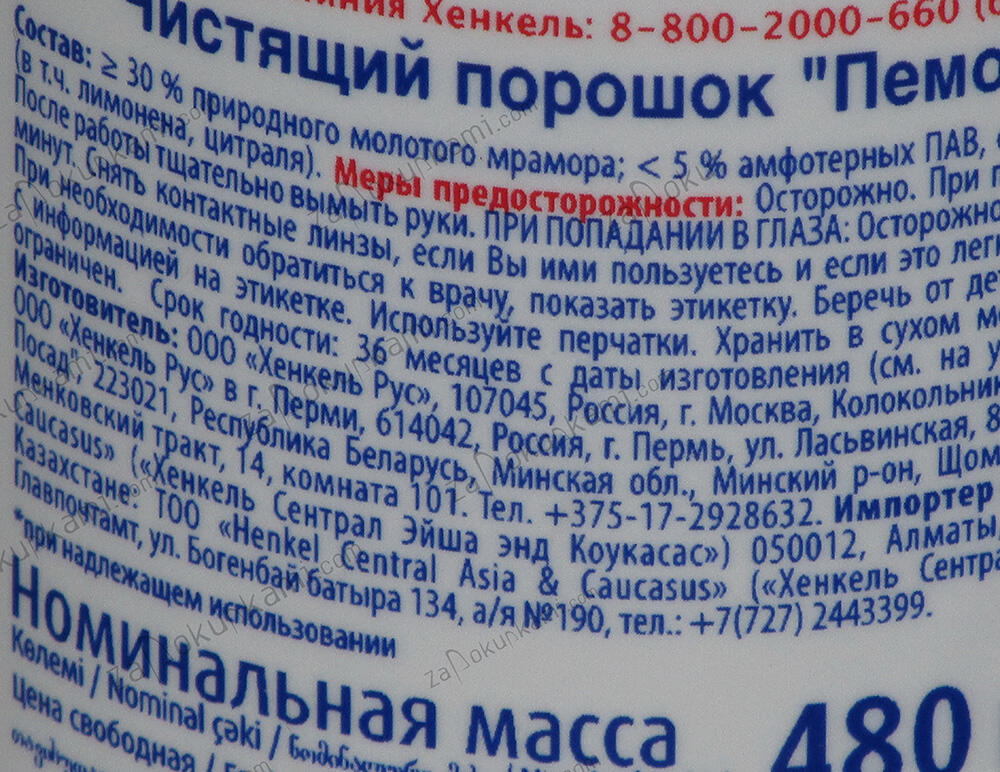 линия Хенкель: 8-800-2000-660 (
Чистящий порошок "Пемо
Состав: ≥ 30 % природного молотого мрамора; < 5 % амфотерных ПАВ,
(в т.ч. лимонена, цитраля). Меры предосторожности: Осторожно. При п
После работы тщательно вымыть руки. ПРИ ПОПАДАНИИ В ГЛАЗА: Осторожно
минут. Снять контактные линзы, если Вы ими пользуетесь и если это лег
При необходимости обратиться к врачу, показать этикетку. Беречь от де
информацией на этикетке. Используйте перчатки. Хранить в сухом м
ограничен. Срок годности: 36 месяцев с даты изготовления (см. на у
Изготовитель: ООО «Хенкель Рус», 107045, Россия, г. Москва, Колокольник
ООО «Хенкель Рус» в г. Перми, 614042, Россия, г. Пермь, ул. Ласьвинская, 8
Посад., 223021, Республика Беларусь, Минская обл., Минский р-он, Щом
Менковский тракт, 14, комната 101. Тел. +375-17-2928632. Импортер
Caucasus» («Хенкель Сентрал Эйша энд Коукасас») 050012, Алматы,
Казахстане: ТОО «Henkel Central Asia & Caucasus» («Хенкель Сентра
Главпочтамт, ул. Богенбай батыра 134, а/я №190, тел.: +7(727) 2443399.
*при надлежащем использовании
Номинальная масса 480
Көлемі / Nominal çəki /
Цена свободная /